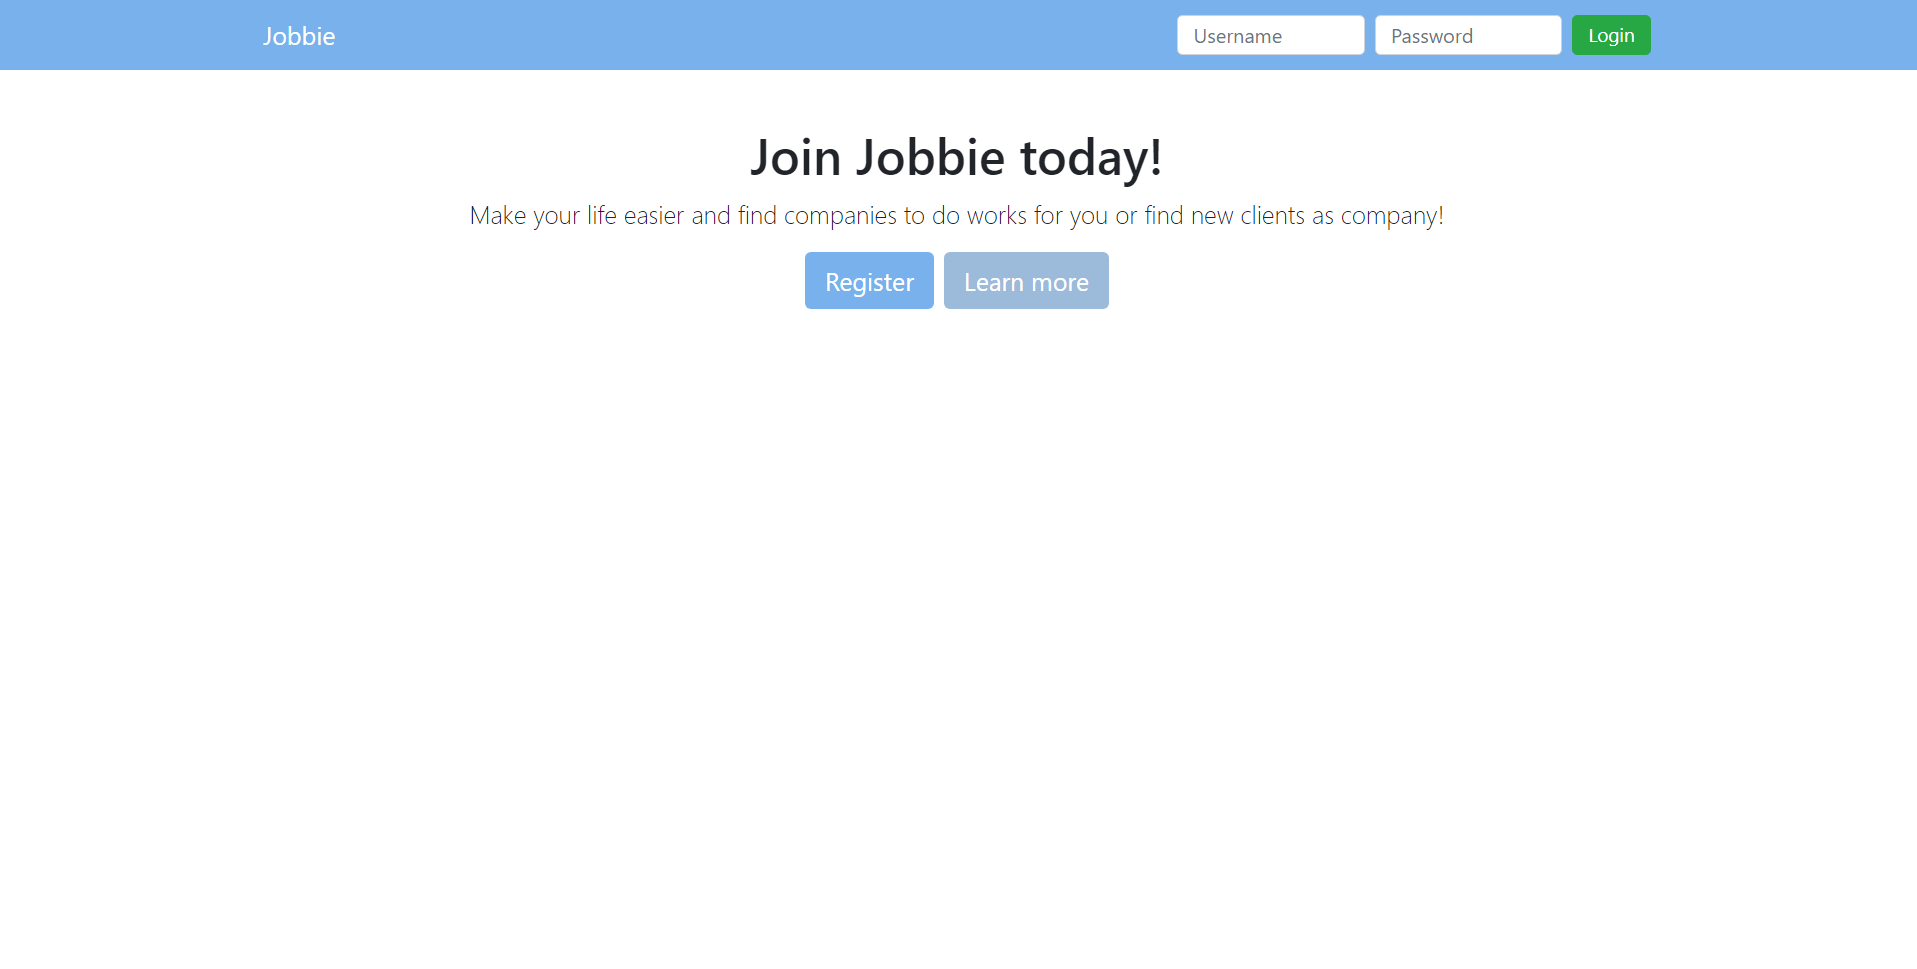 Jobbie
Username Password Login
Join Jobbie today!
Make your life easier and find companies to do works for you or find new clients as company!
Register Learn more